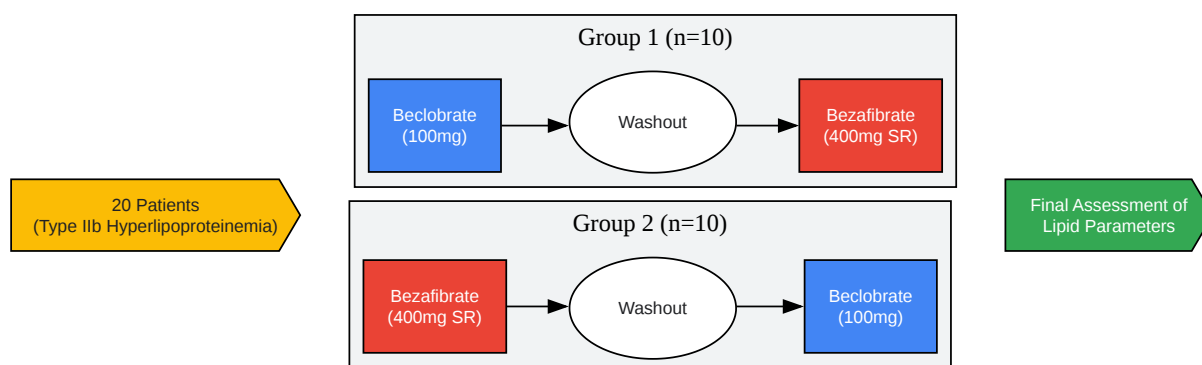 20 Patients
(Type IIb Hyperlipoproteinemia)
Group 1 (n=10)
Beclobrate
(100mg)
Washout
Bezafibrate
(400mg SR)
Group 2 (n=10)
Bezafibrate
(400mg SR)
Washout
Beclobrate
(100mg)
Final Assessment of
Lipid Parameters